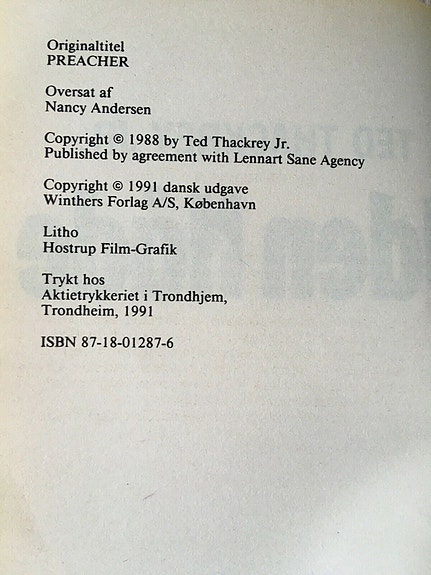 Originaltitel
PREACHER
Oversat af
Nancy Andersen
Copyright © 1988 by Ted Thackrey Jr.
Published by agreement with Lennart Sane Agency
Copyright © 1991 dansk udgave
Winthers Forlag A/S, København
Litho
Hostrup Film-Grafik
Trykt hos
Aktietrykkeriet i Trondhjem,
Trondheim, 1991
ISBN 87-18-01287-6